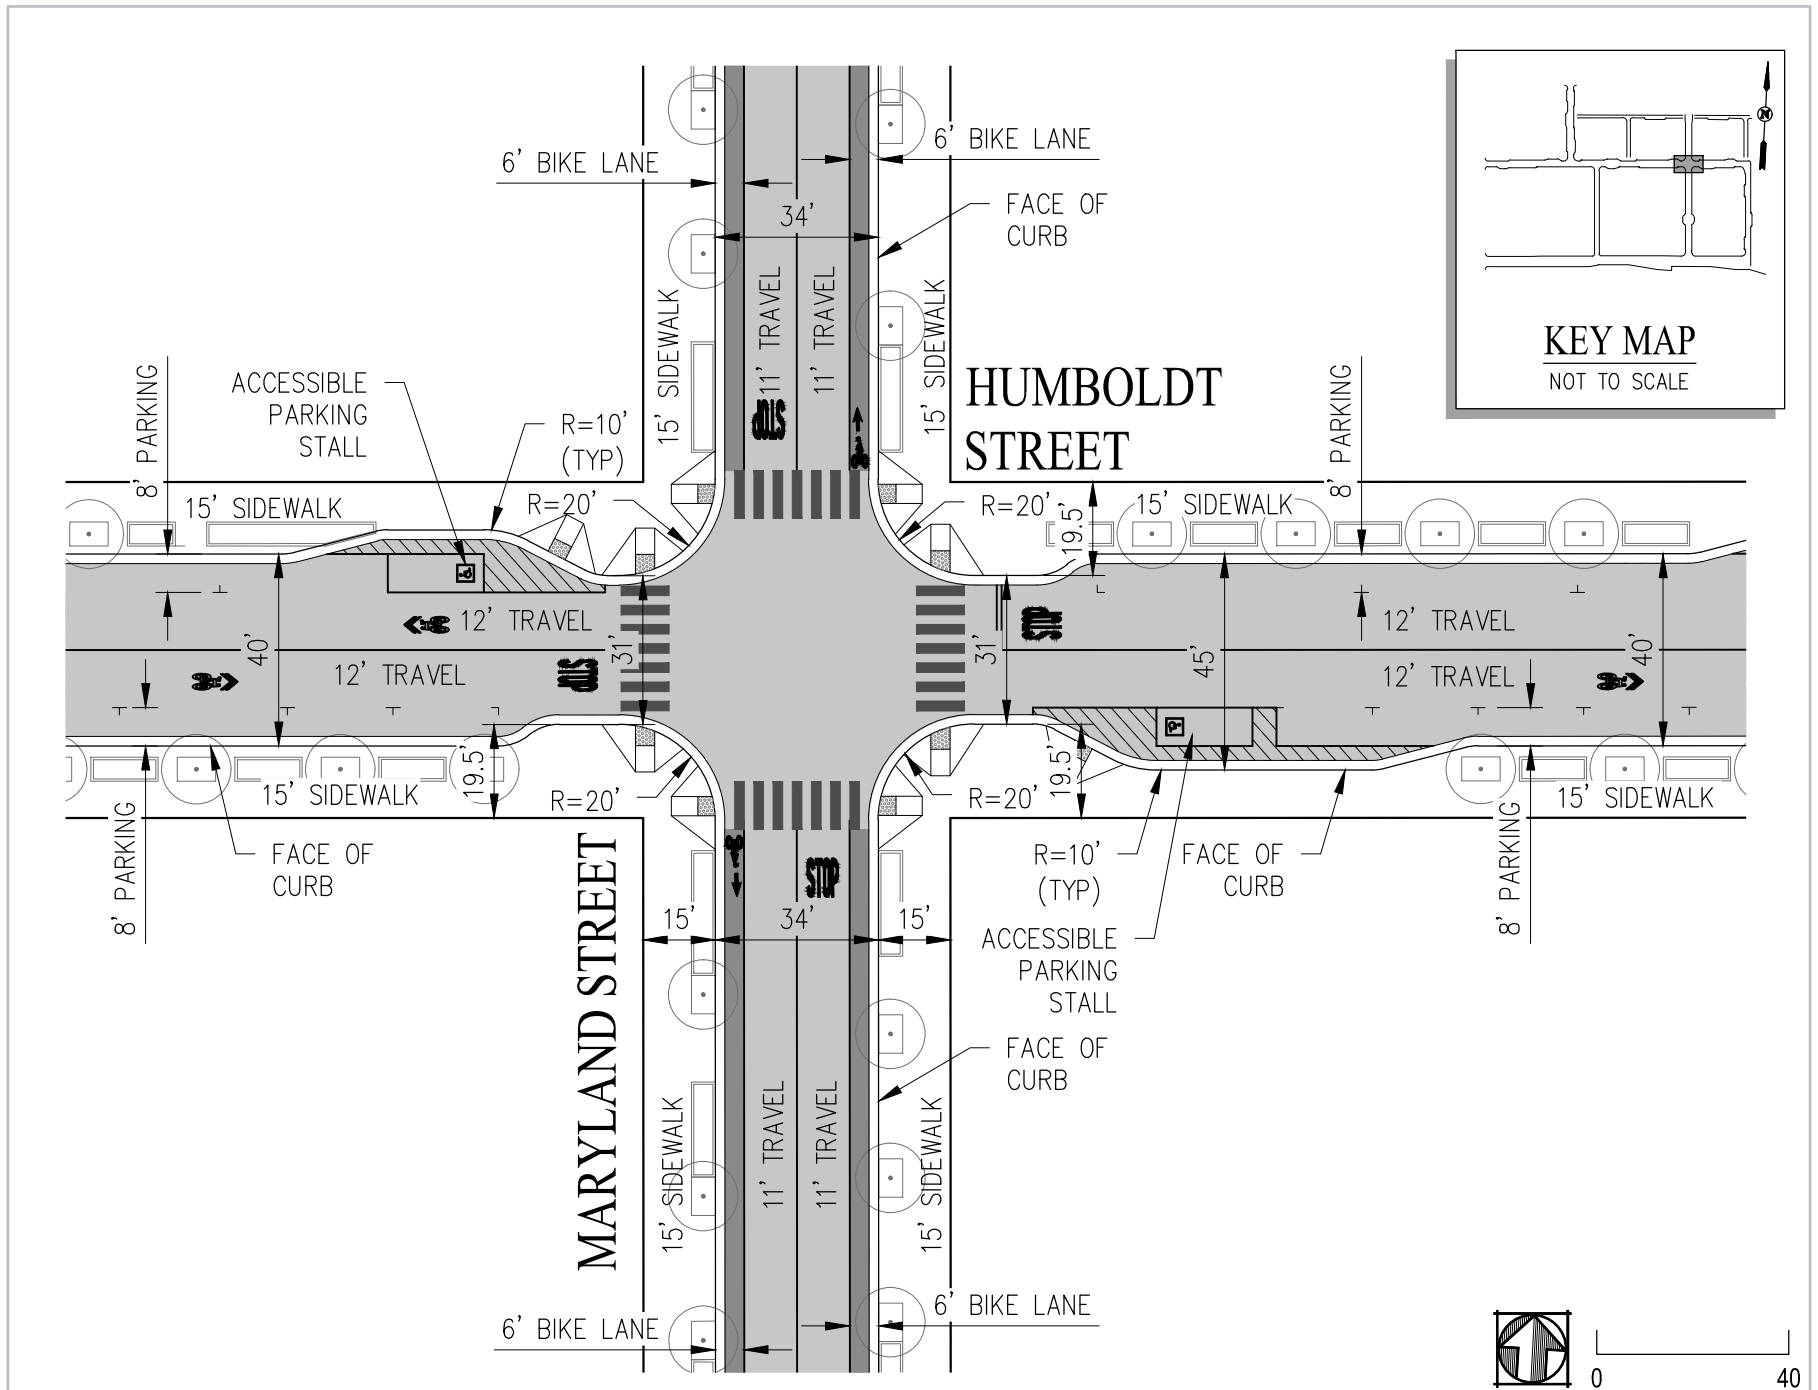 6' BIKE LANE
6' BIKE LANE
FACE OF
CURB
34'
11' TRAVEL
11' TRAVEL
15' SIDEWALK
15' SIDEWALK
STOP
N
KEY MAP
NOT TO SCALE
HUMBOLDT
STREET
8' PARKING
ACCESSIBLE
PARKING
STALL
R=10'
(TYP)
R=20'
R=20'
15' SIDEWALK
19.5'
15' SIDEWALK
8' PARKING
12' TRAVEL
12' TRAVEL
40'
31'
STOP
31'
STOP
45'
12' TRAVEL
12' TRAVEL
40'
19.5'
15' SIDEWALK
8' PARKING
FACE OF
CURB
R=20'
R=20'
19.5'
15' SIDEWALK
8' PARKING
R=10'
(TYP)
FACE OF
CURB
ACCESSIBLE
PARKING
STALL
MARYLAND STREET
STOP
15'
34'
15'
FACE OF
CURB
15' SIDEWALK
11' TRAVEL
11' TRAVEL
15' SIDEWALK
6' BIKE LANE
6' BIKE LANE
0
40